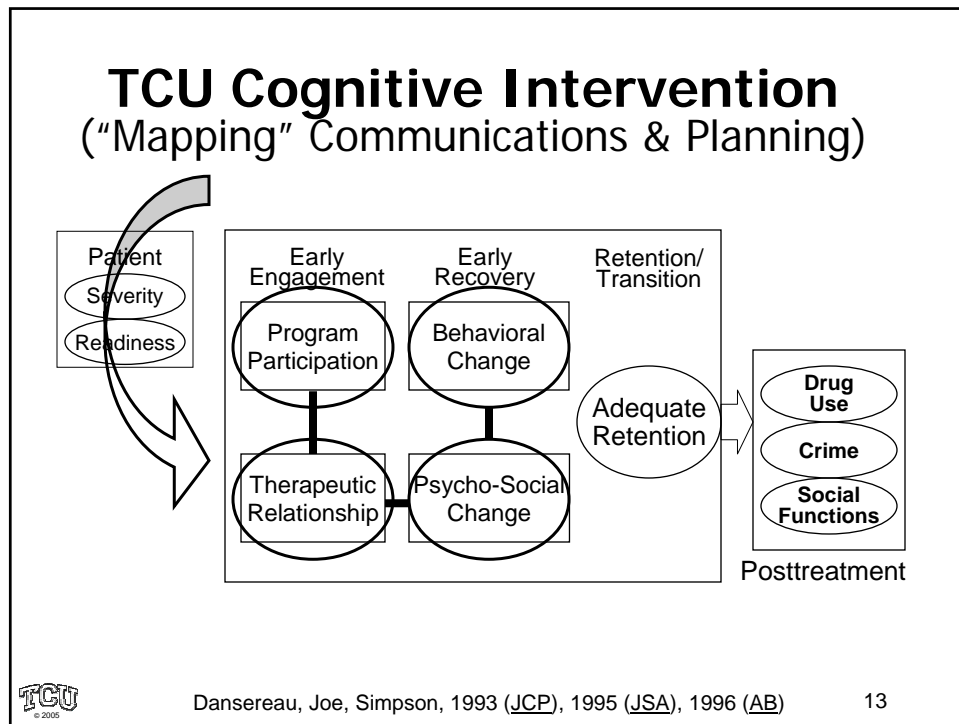 TCU Cognitive Intervention
("Mapping" Communications & Planning)
Patient
Severity
Readiness
Early
Engagement
Program
Participation
Therapeutic
Relationship
Early
Recovery
Behavioral
Change
Psycho-Social
Change
Retention/
Transition
Adequate
Retention
Drug
Use
Crime
Social
Functions
Posttreatment
TCU
© 2005
Dansereau, Joe, Simpson, 1993 (JCP), 1995 (JSA), 1996 (AB)
13